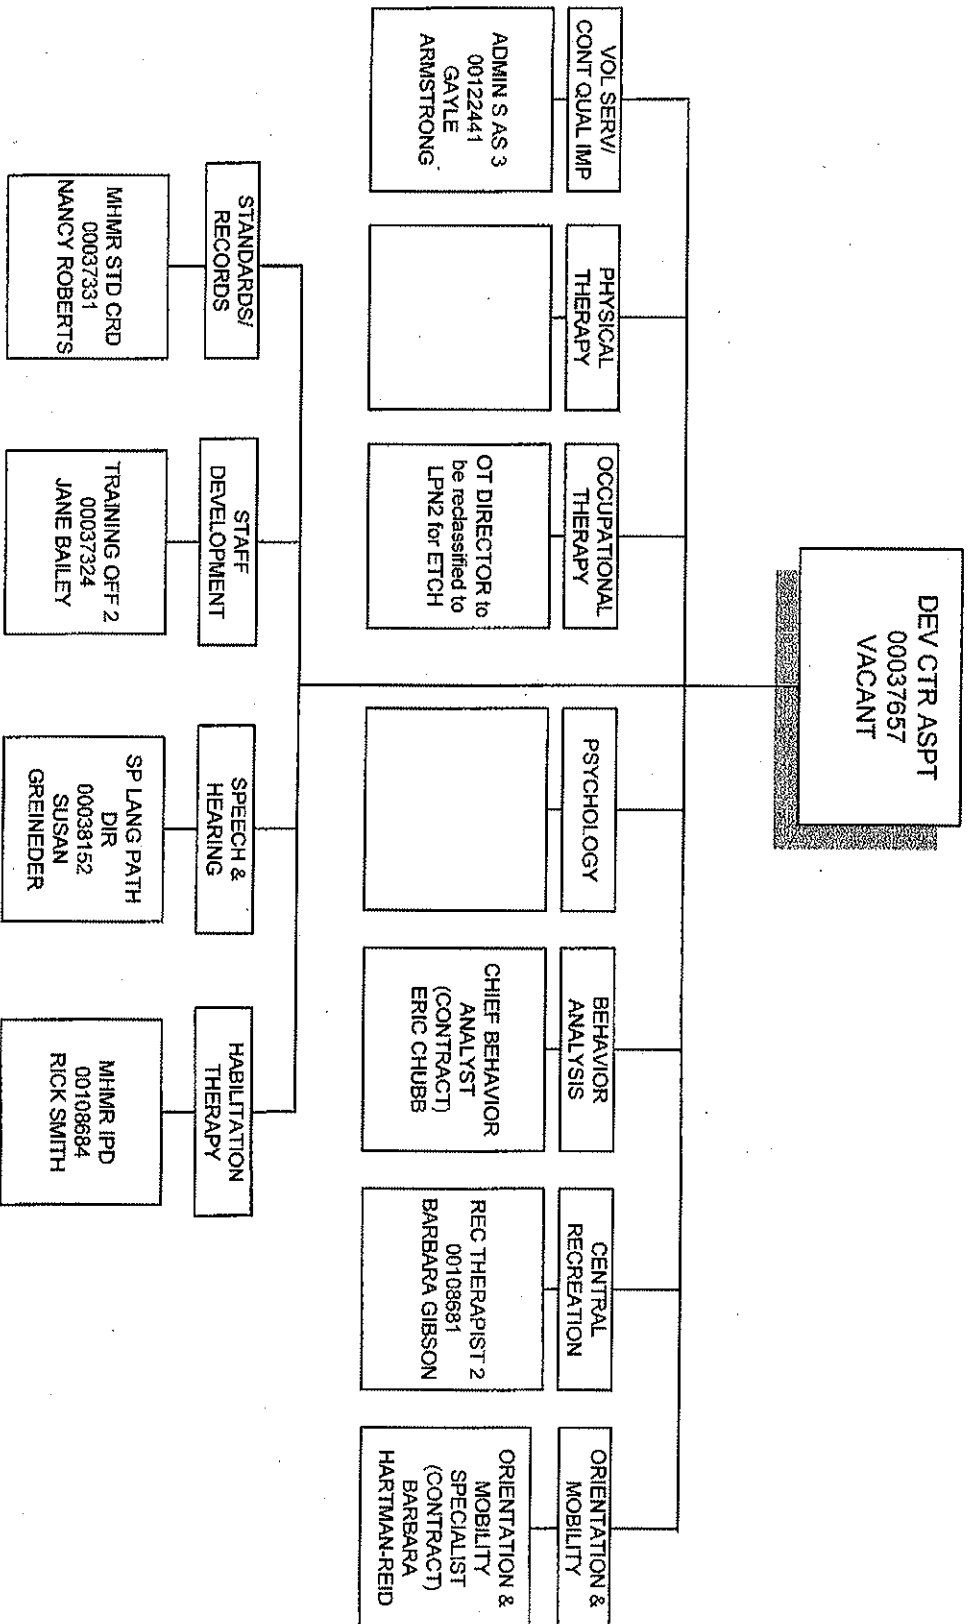 DEV CTR ASPT
00037657
VACANT
VOL SERV/
CONT QUAL IMP
ADMIN S AS 3
00122441
GAYLE
ARMSTRONG
PHYSICAL
THERAPY
OCCUPATIONAL
THERAPY
OT DIRECTOR to
be reclassified to
LPN2 for ETCH
PSYCHOLOGY
BEHAVIOR
ANALYSIS
CHIEF BEHAVIOR
ANALYST
(CONTRACT)
ERIC CHUBB
CENTRAL
RECREATION
REC THERAPIST 2
00108681
BARBARA GIBSON
ORIENTATION &
MOBILITY
ORIENTATION &
MOBILITY
SPECIALIST
(CONTRACT)
BARBARA
HARTMAN-REID
STANDARDS/
RECORDS
MHMR STD CRD
00037331
NANCY ROBERTS
STAFF
DEVELOPMENT
TRAINING OFF 2
00037324
JANE BAILEY
SPEECH &
HEARING
SP LANG PATH
DIR
00038152
SUSAN
GREINEDER
HABILITATION
THERAPY
MHMR IPD
00108684
RICK SMITH